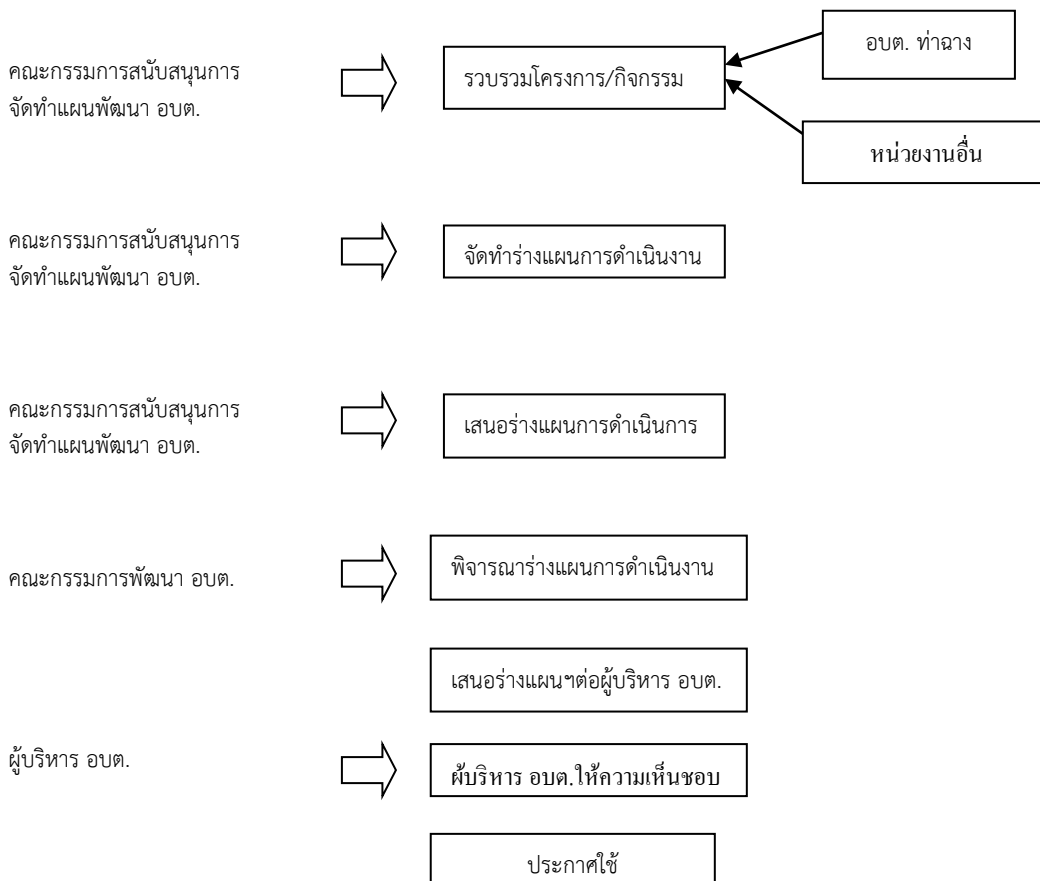 อบต. ท่าฉาง
คณะกรรมการสนับสนุนการ
จัดทำแผนพัฒนา อบต.
รวบรวมโครงการ/กิจกรรม
หน่วยงานอื่น
คณะกรรมการสนับสนุนการ
จัดทำแผนพัฒนา อบต.
จัดทำร่างแผนการดำเนินงาน
คณะกรรมการสนับสนุนการ
จัดทำแผนพัฒนา อบต.
เสนอร่างแผนการดำเนินการ
คณะกรรมการพัฒนา อบต.
พิจารณาร่างแผนการดำเนินงาน
เสนอร่างแผนฯต่อผู้บริหาร อบต.
ผู้บริหาร อบต.
ผ้บริหาร อบต.ให้ความเห็นชอบ
ประกาศใช้